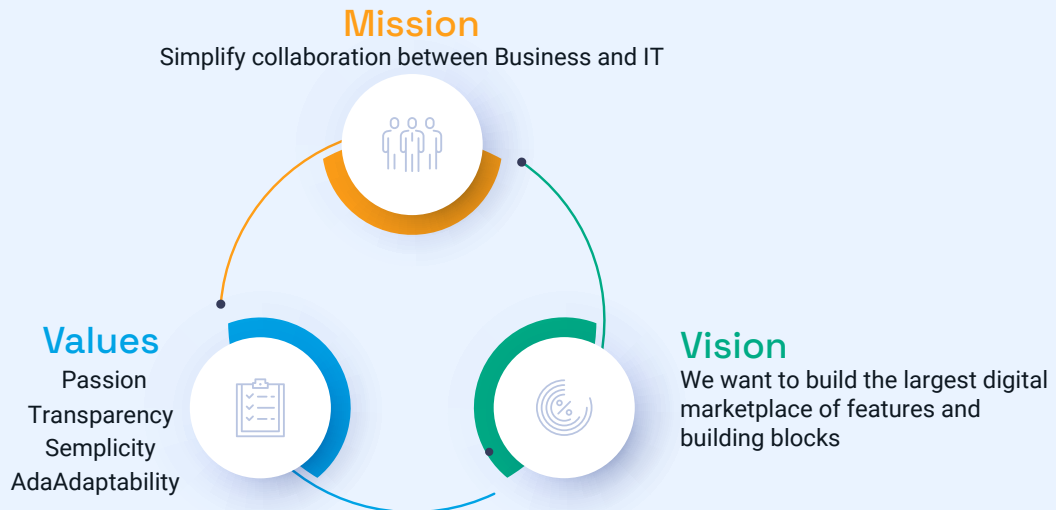 Mission
Simplify collaboration between Business and IT
Values
Passion
Transparency
Semplicity
AdaAdaptability
Vision
We want to build the largest digital
marketplace of features and
building blocks